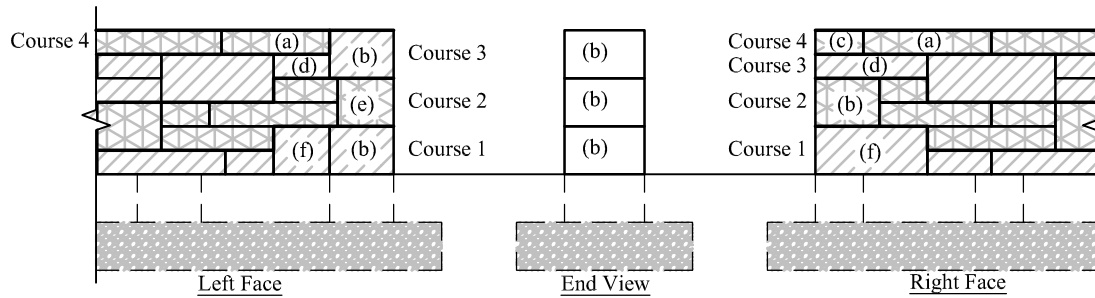 Course 4 (a) (b) Course 3
(d)
(e) Course 2
(f) (b) Course 1
Left Face
(b)
(b)
(b)
End View
Course 4 (c) (a)
Course 3 (d)
Course 2 (b)
Course 1 (f)
Right Face